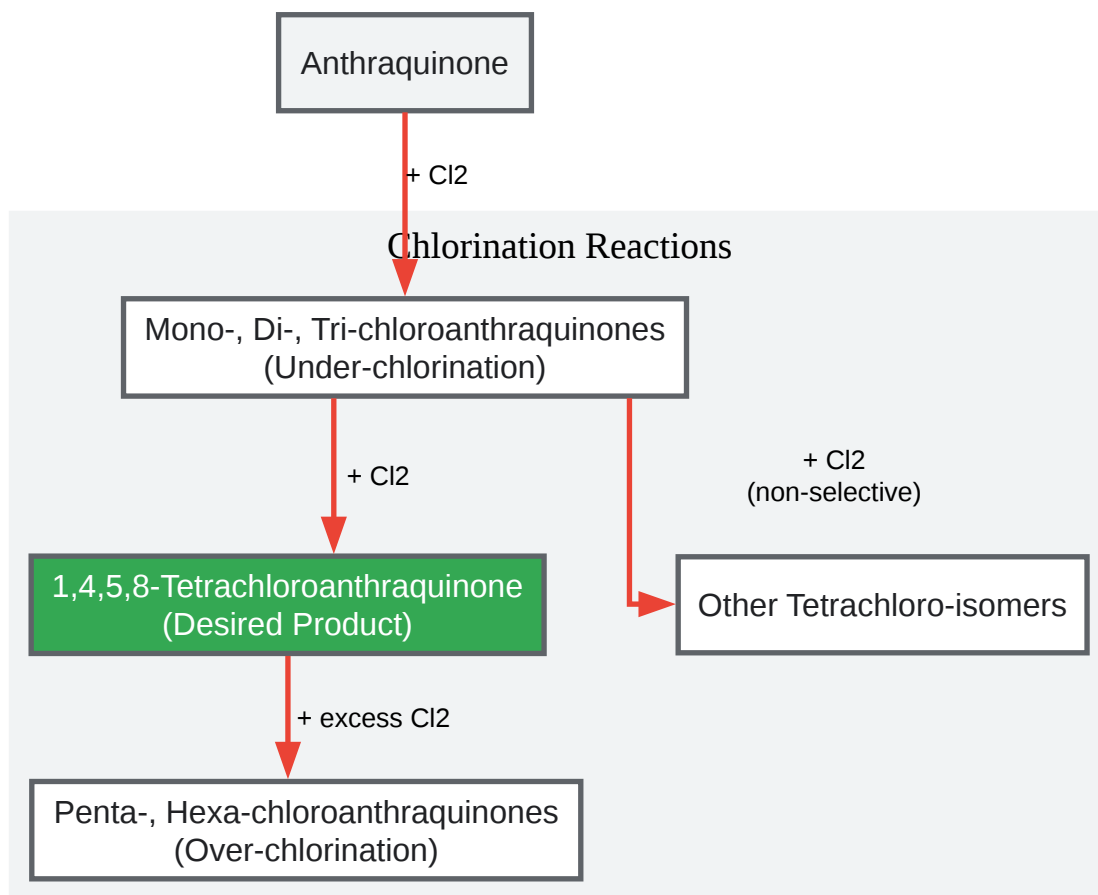 Anthraquinone
+ Cl2
Chlorination Reactions
Mono-, Di-, Tri-chloroanthraquinones
(Under-chlorination)
+ Cl2
+ Cl2
(non-selective)
1,4,5,8-Tetrachloroanthraquinone
(Desired Product)
Other Tetrachloro-isomers
+ excess Cl2
Penta-, Hexa-chloroanthraquinones
(Over-chlorination)